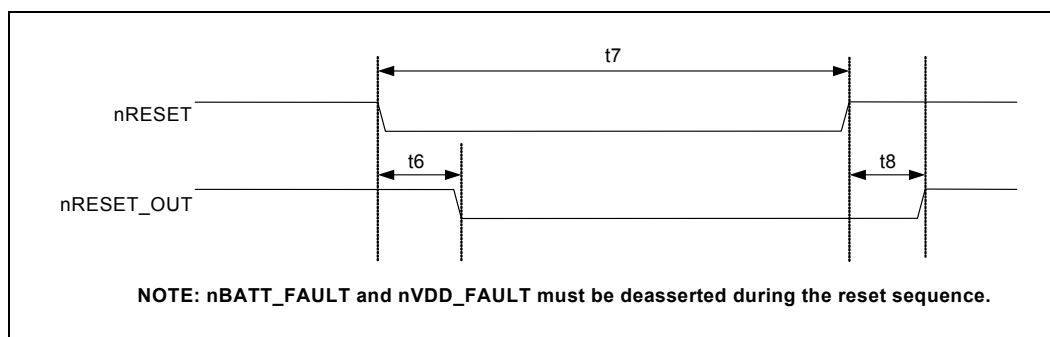 t7
nRESET
t6
t8
nRESET_OUT
NOTE: nBATT_FAULT and nVDD_FAULT must be deasserted during the reset sequence.